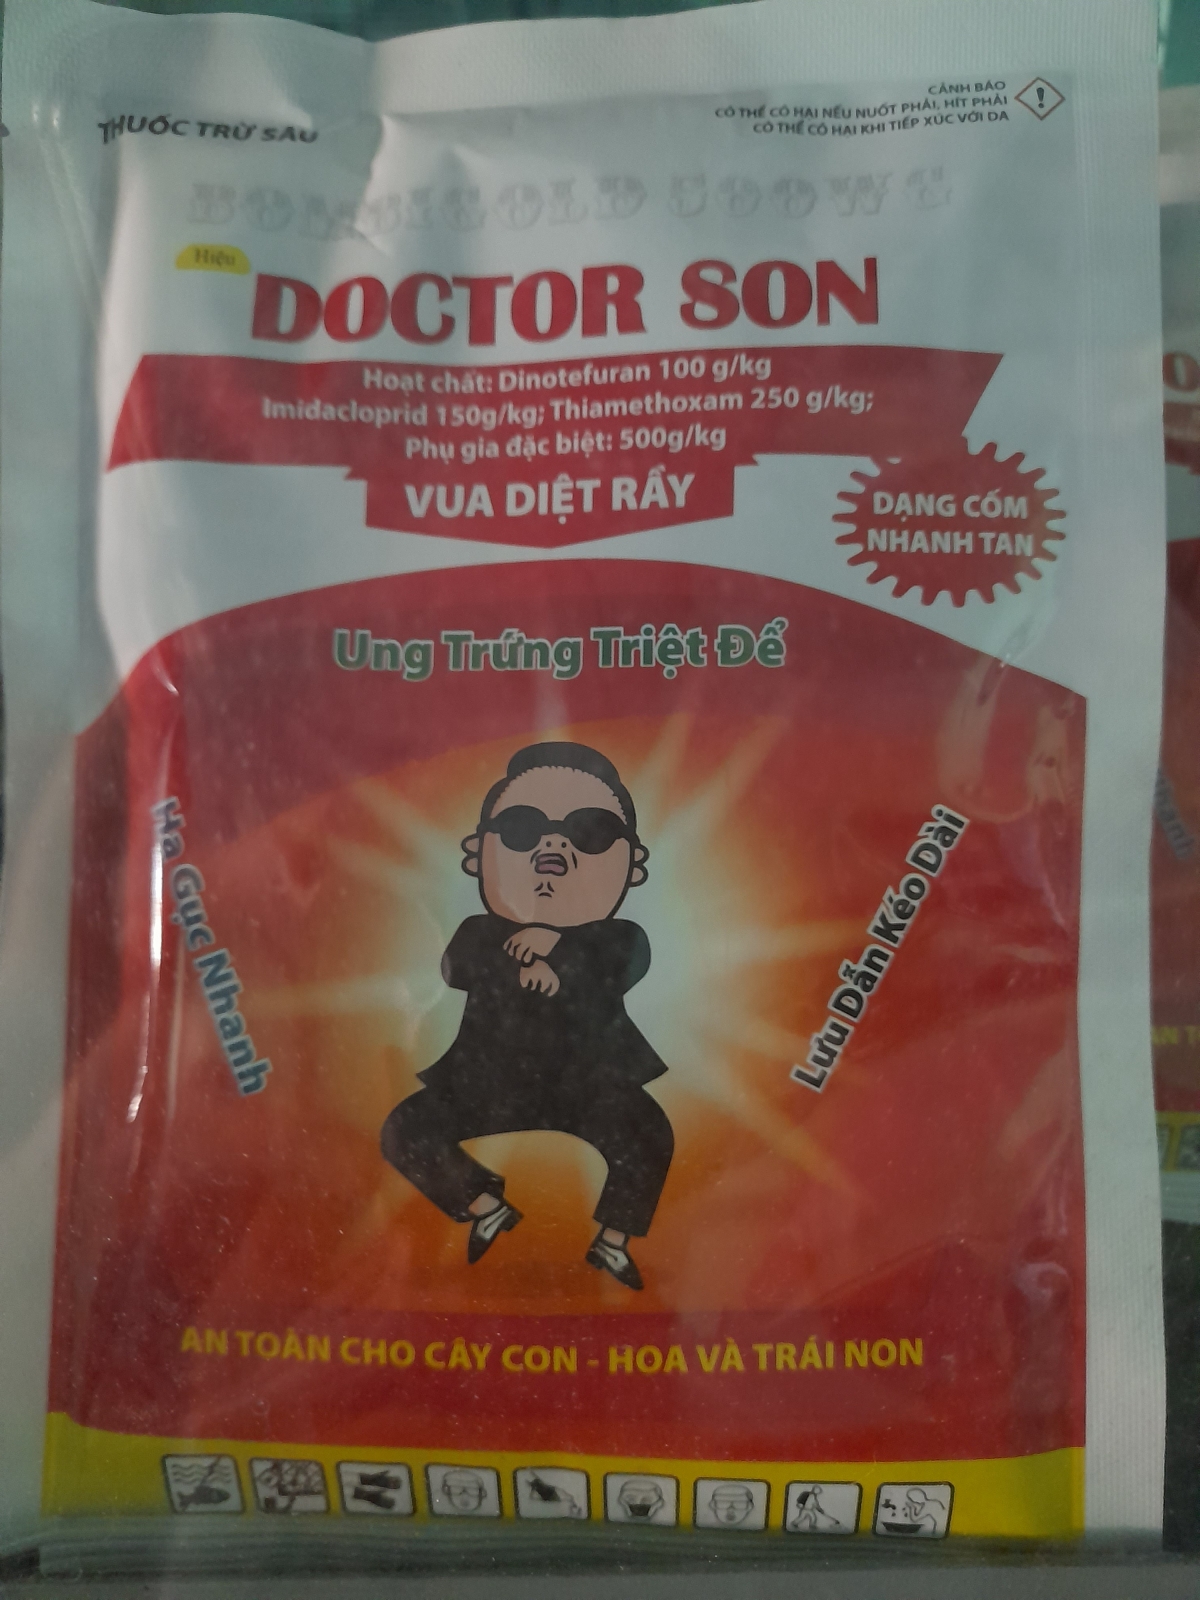 THUỐC TRỪ SÂU
CẢNH BÁO
CÓ THỂ CÓ HẠI NẾU NUỐT PHẢI, HÍT PHẢI
CÓ THỂ CÓ HẠI KHI TIẾP XÚC VỚI DA
500WG
Hiệu
DOCTOR SON
Hoạt chất: Dinotefuran 100 g/kg
Imidacloprid 150g/kg; Thiamethoxam 250 g/kg;
Phụ gia đặc biệt: 500g/kg
VUA DIỆT RẦY
DẠNG CỐM
NHANH TAN
Ung Trứng Triệt Để
Hạ Gục Nhanh
Lưu Dẫn Kéo Dài
AN TOÀN CHO CÂY CON - HOA VÀ TRÁI NON